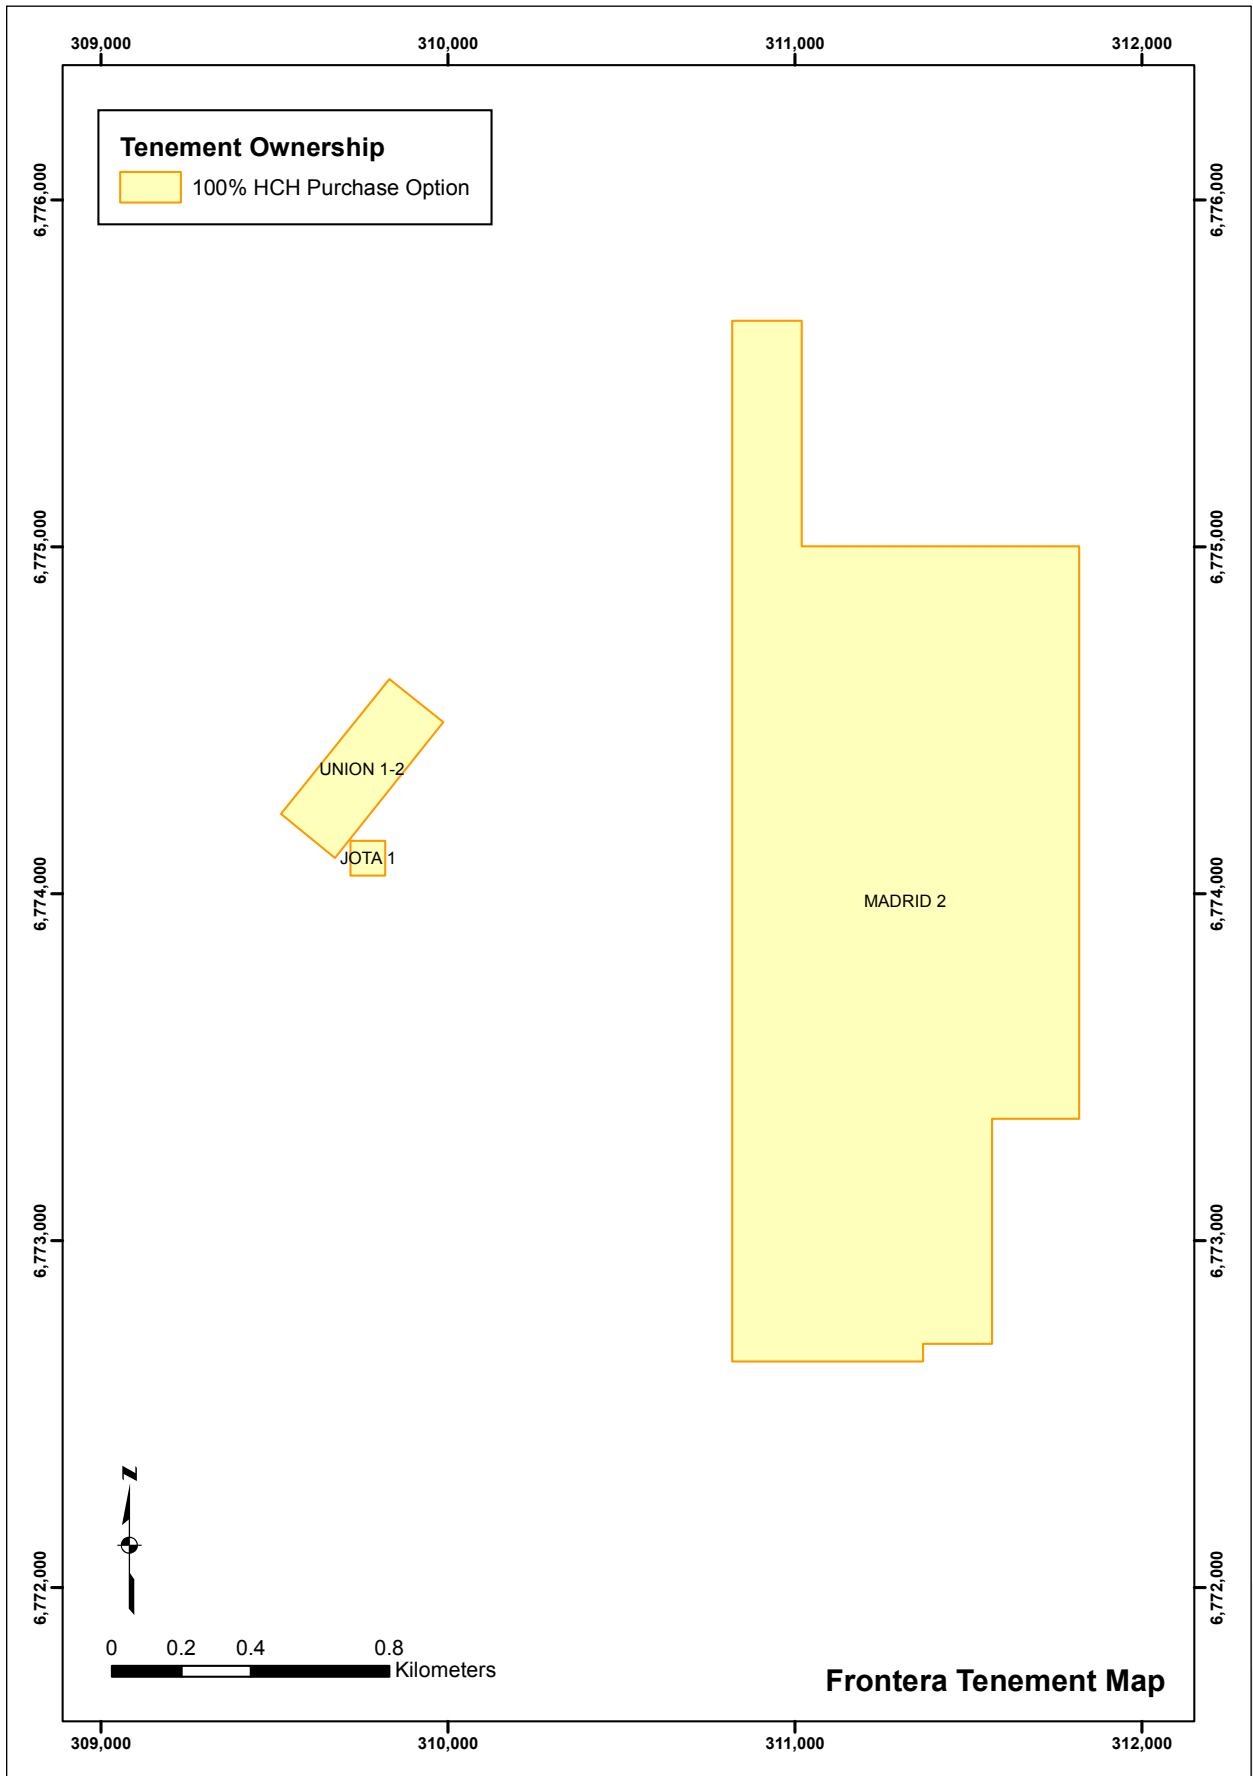 309,000
310,000
311,000
312,000
Tenement Ownership
100% HCH Purchase Option
6,776,000
6,776,000
6,775,000
6,775,000
UNION 1-2
JOTA 1
6,774,000
MADRID 2
6,774,000
6,773,000
6,773,000
N
6,772,000
6,772,000
0 0.2 0.4 0.8
Kilometers
Frontera Tenement Map
309,000
310,000
311,000
312,000